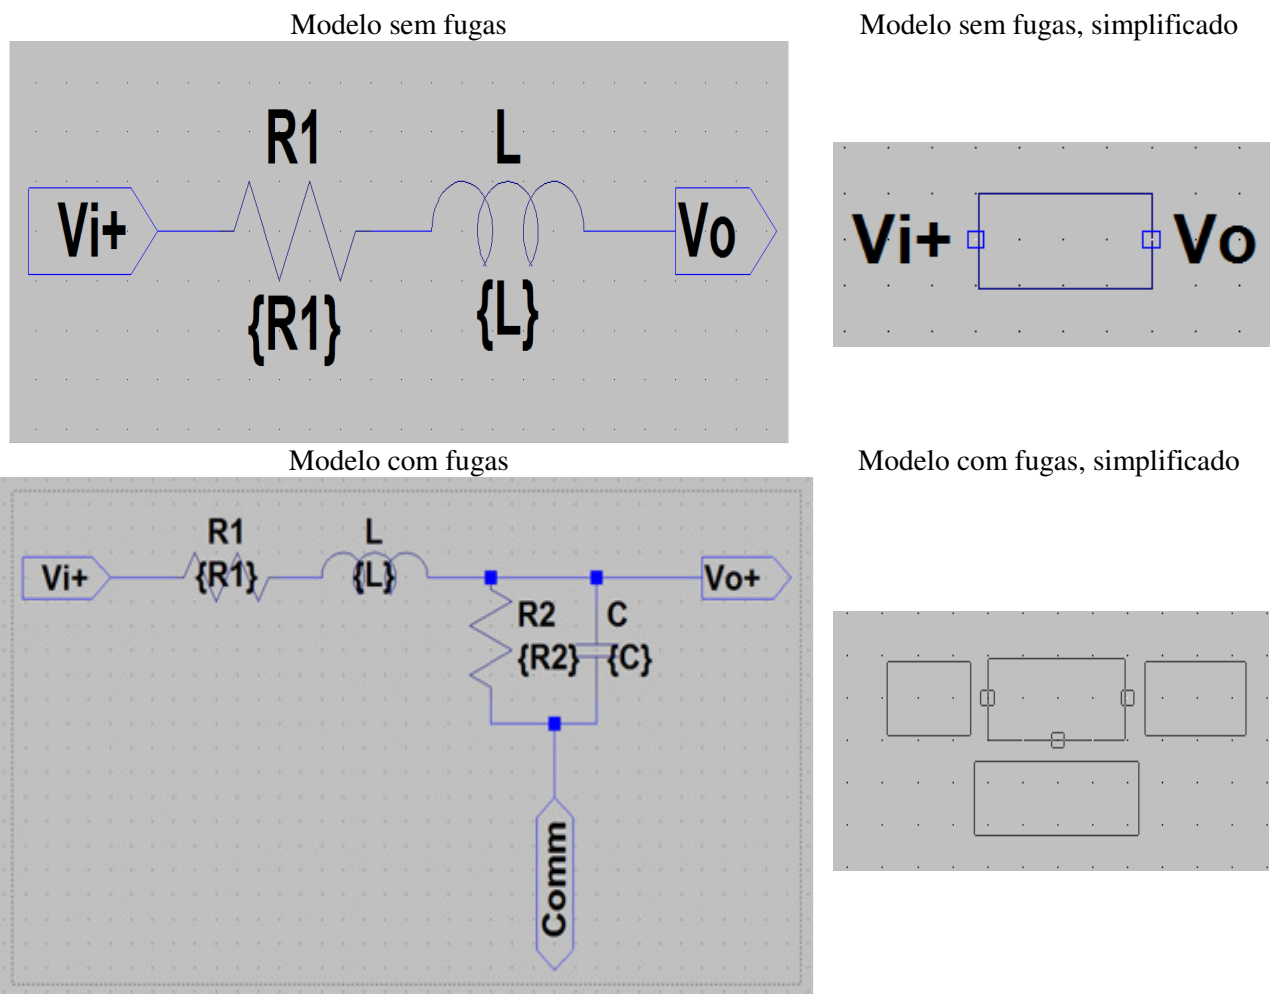 Modelo sem fugas
Modelo sem fugas, simplificado
R1
L
Vi+
Vo
{R1}
{L}
Vi+
Vo
Modelo com fugas
Modelo com fugas, simplificado
R1
L
Vi+
{R1}
{L}
Vo+
R2
C
{R2}
{C}
Comm